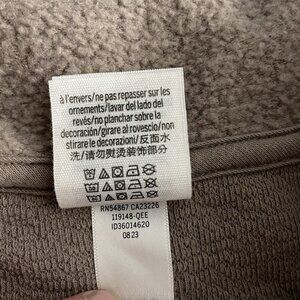 à l'envers/ne pas repasser sur les
ornements/lavar del lado del
revés/no planchar sobre la
decoración/girare al rovescio/non
stirare le decorazioni/反面水
洗/请勿熨烫装饰部分
RN54867 CA23226
119148-QEE
ID36014620
0823